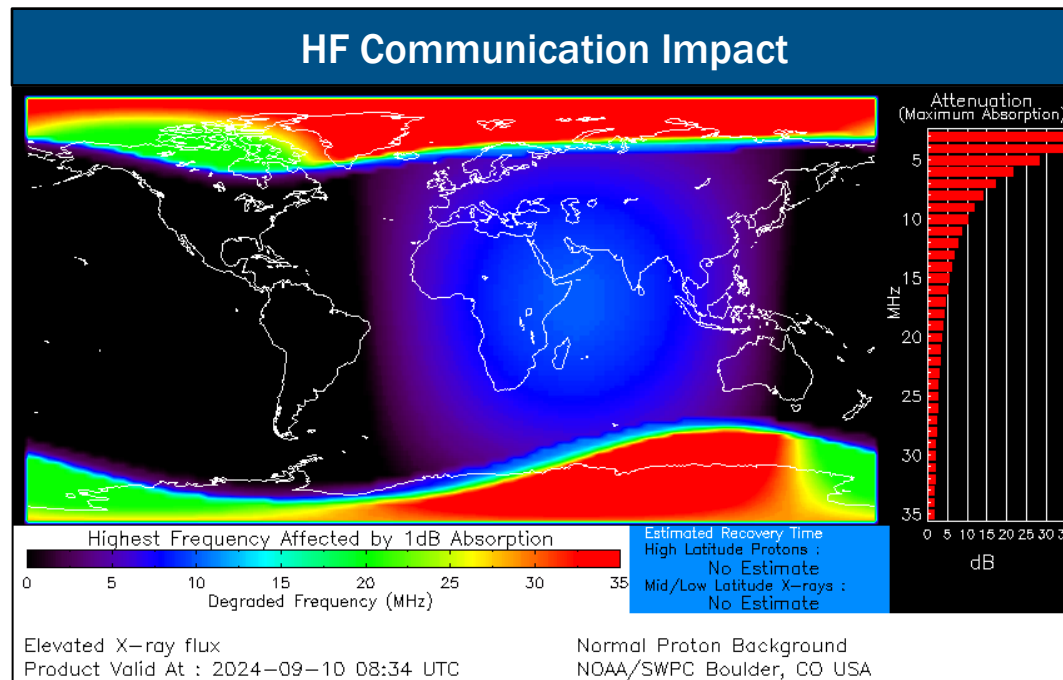 HF Communication Impact
Attenuation
(Maximum Absorption)
5
10
15
20
25
30
35
MHz
0 5 10 15 20 25 30 3
dB
Highest Frequency Affected by 1dB Absorption
0 5 10 15 20 25 30 35
Degraded Frequency (MHz)
Estimated Recovery Time
High Latitude Protons :
No Estimate
Mid/Low Latitude X-rays :
No Estimate
Elevated X-ray flux
Product Valid At : 2024-09-10 08:34 UTC
Normal Proton Background
NOAA/SWPC Boulder, CO USA